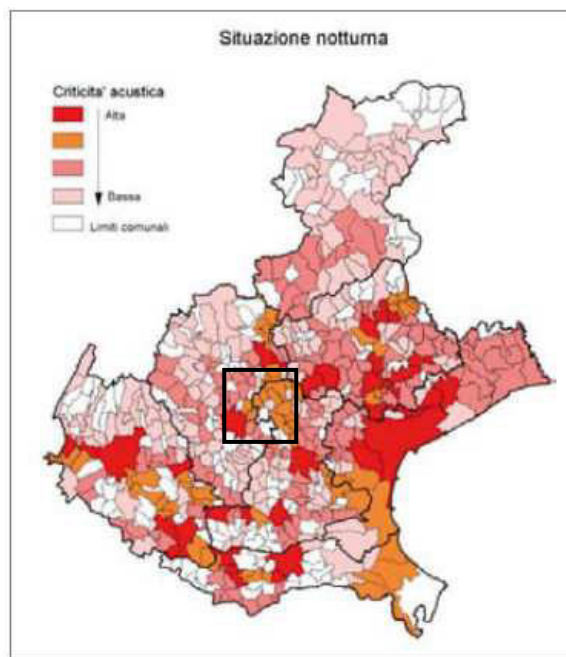 Situazione notturna
Criticita' acustica
Alta
Bassa
Limiti comunali